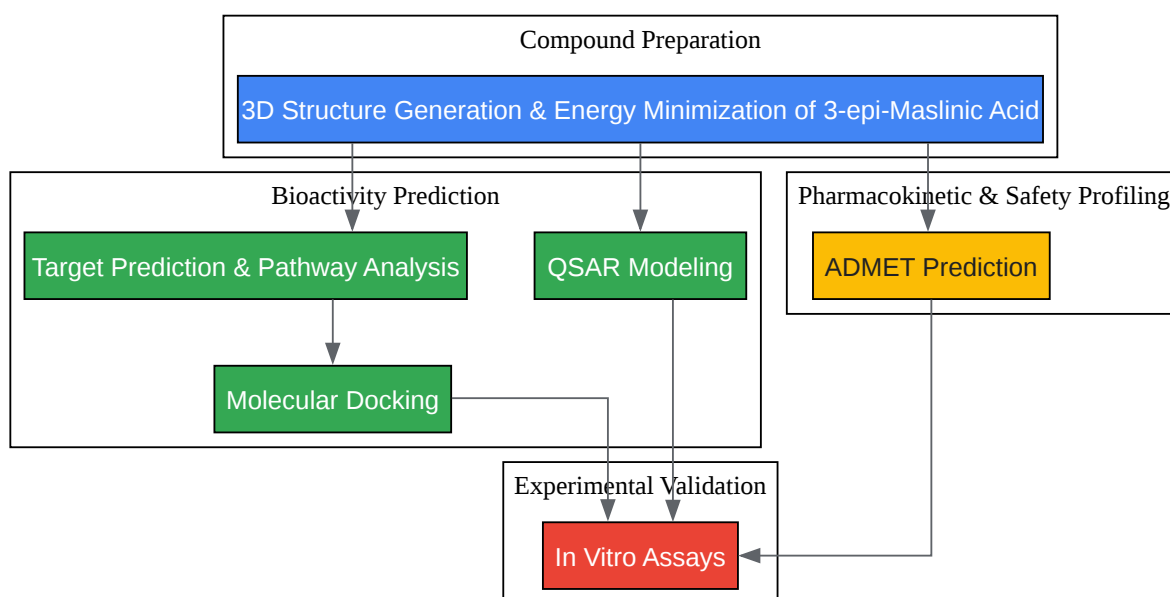 Compound Preparation
3D Structure Generation & Energy Minimization of 3-epi-Maslinic Acid
Bioactivity Prediction
Pharmacokinetic & Safety Profiling
Target Prediction & Pathway Analysis
QSAR Modeling
ADMET Prediction
Molecular Docking
Experimental Validation
In Vitro Assays